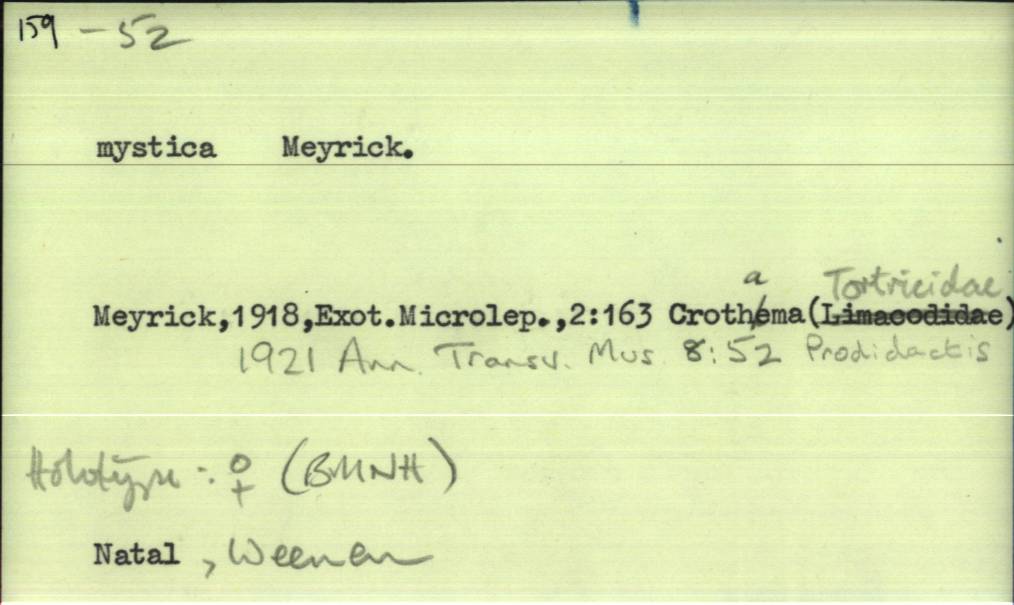 159 - 52
mystica Meyrick.
Meyrick,1918,Exot.Microlep.,2:163 Crothama (Limacodidae) Tortricidae
1921 Ann. Transv. Mus. 8:52 Prodidactis
Holotype: ♀ (BMNH)
Natal, Weenen